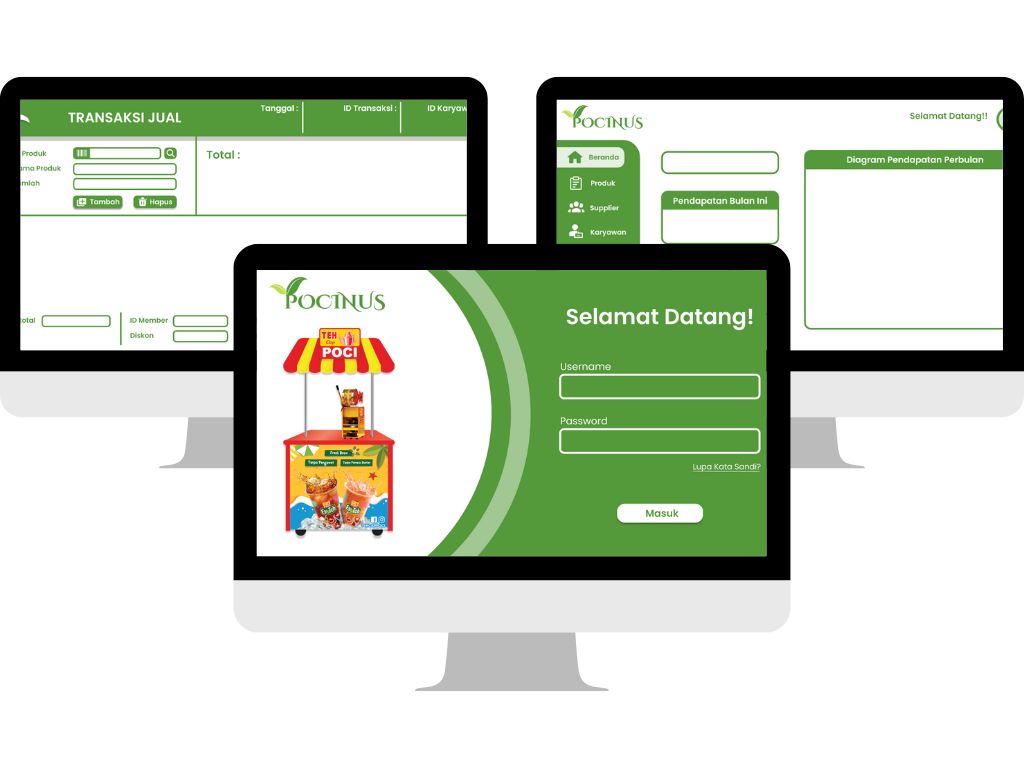 TRANSAKSI JUAL
Tanggal :
ID Transaksi :
ID Karyaw
Produk
ma Produk
mlah
Tambah
Hapus
Total :
otal
ID Member
Diskon
POCINUS
Selamat Datang!!
Beranda
Produk
Supplier
Karyawan
Pendapatan Bulan Ini
Diagram Pendapatan Perbulan
POCINUS
TEH
Cap
POCI
Selamat Datang!
Username
Password
Lupa Kata Sandi?
Masuk